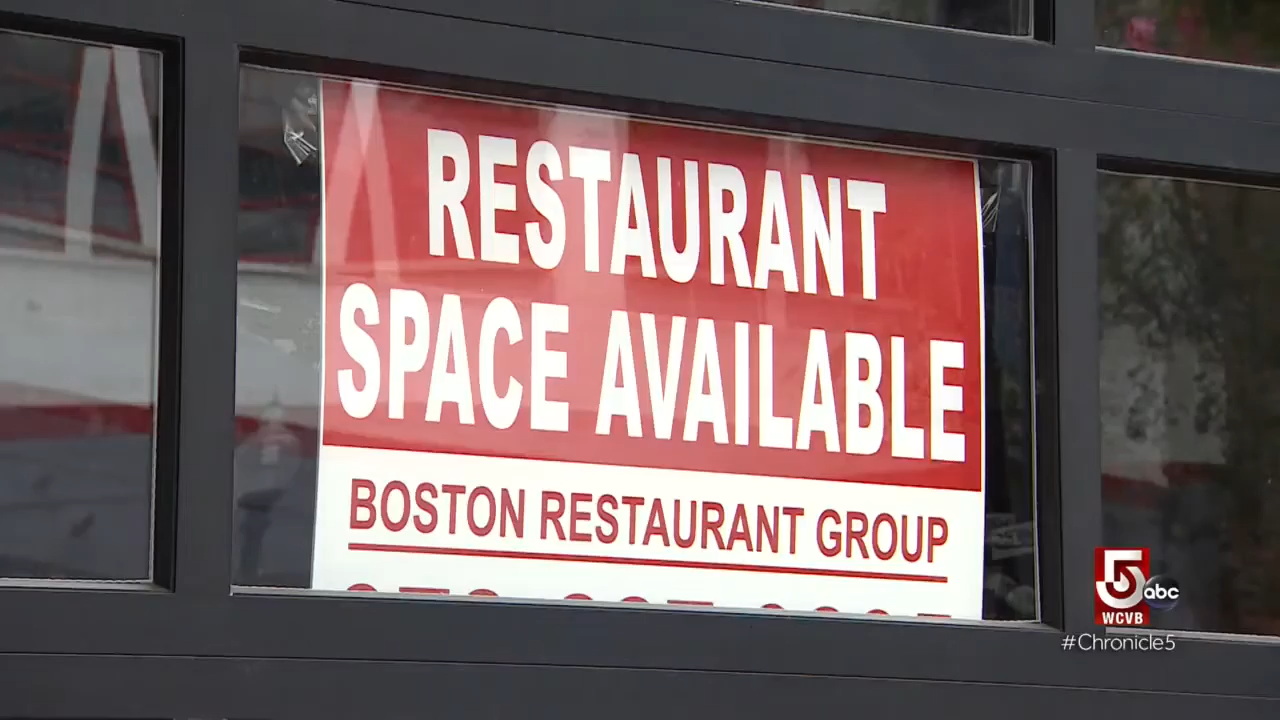 RESTAURANT
SPACE AVAILABLE
BOSTON RESTAURANT GROUP
5 abc
WCVB
#Chronicle5